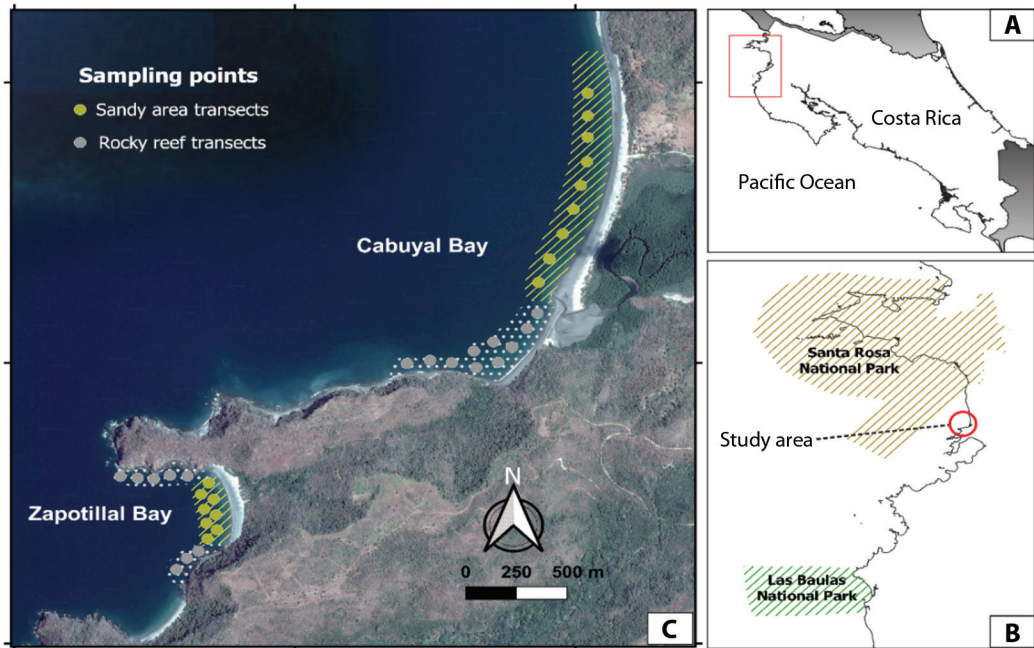 Sampling points
Sandy area transects
Rocky reef transects
Cabuyal Bay
Zapotillal Bay
N
0 250 500 m
C
A
Costa Rica
Pacific Ocean
Santa Rosa
National Park
Study area
Las Baulas
National Park
B